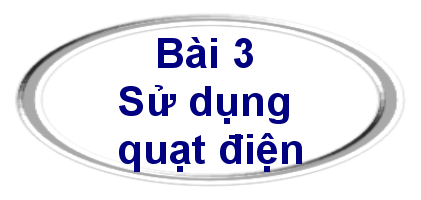 Bài 3
Sử dụng
quạt điện